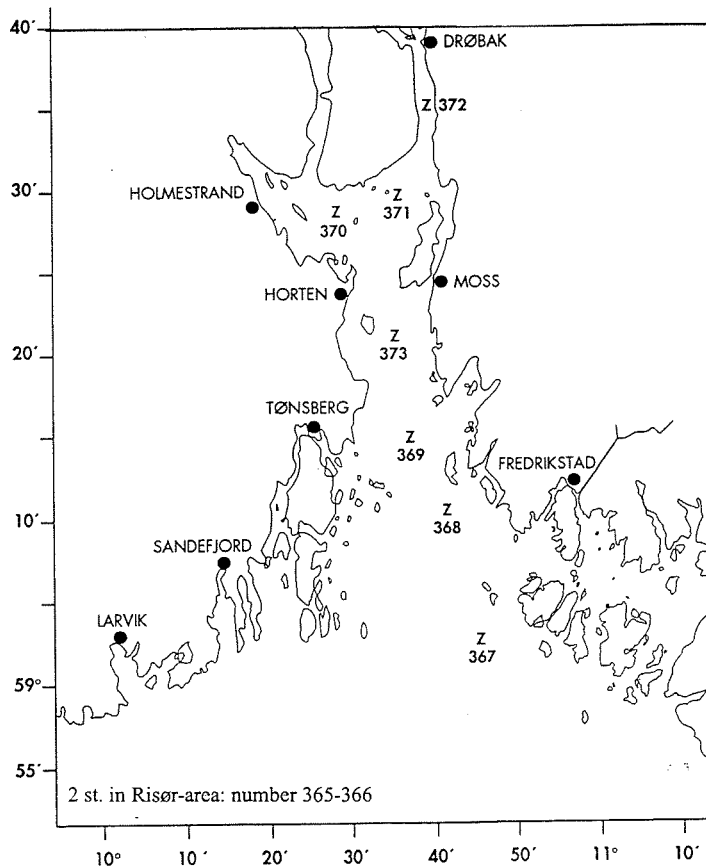 40´
DRØBAK
Z 372
30´
HOLMESTRAND
Z
371
Z
370
HORTEN
MOSS
Z
373
20´
TØNSBERG
Z
369
FREDRIKSTAD
10´
Z
368
SANDEFJORD
LARVIK
Z
367
59°
55´
2 st. in Risør-area: number 365-366
10° 10´ 20´ 30´ 40´ 50´ 11° 10´